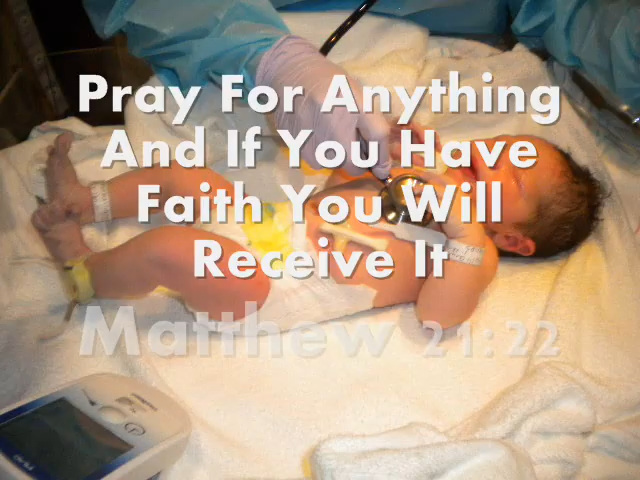 Pray For Anything
And If You Have
Faith You Will
Receive It
Matthew 21:22